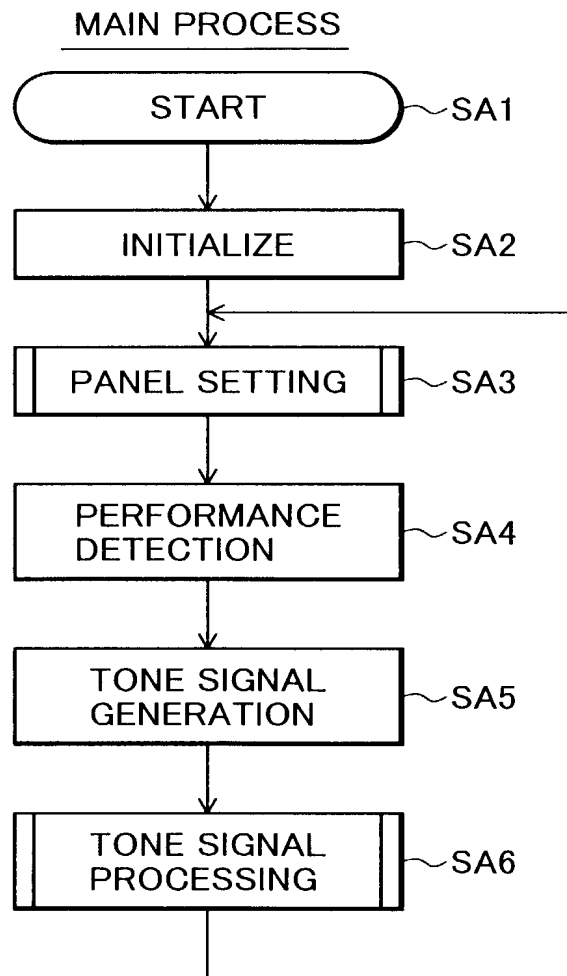 MAIN PROCESS
START
SA1
INITIALIZE
SA2
PANEL SETTING
SA3
PERFORMANCE
DETECTION
SA4
TONE SIGNAL
GENERATION
SA5
TONE SIGNAL
PROCESSING
SA6